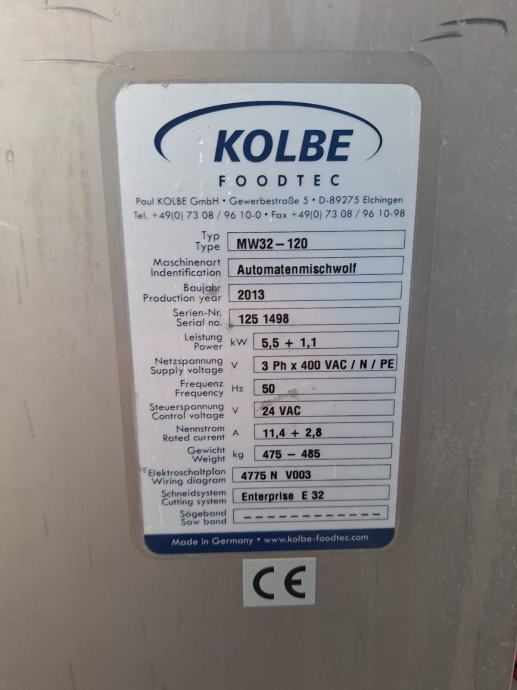 KOLBE
FOODTEC
Paul KOLBE GmbH • Gewerbestraße 5 • D-89275 Elchingen
Tel. +49(0) 73 08 / 96 10-0 • Fax +49(0) 73 08 / 96 10-98
Typ
Type MW32-120
Maschinenart
Indentification Automatenmischwolf
Baujahr
Production year 2013
Serien-Nr.
Serial no. 125 1498
Leistung
Power kW 5,5 + 1,1
Netzspannung
Supply voltage V 3 Ph x 400 VAC / N / PE
Frequenz
Frequency Hz 50
Steuerspannung
Control voltage V 24 VAC
Nennstrom
Rated current A 11,4 + 2,8
Gewicht
Weight kg 475 - 485
Elektroschaltplan
Wiring diagram 4775 N V003
Schneidsystem
Cutting system Enterprise E 32
Sägeband
Saw band ------------
Made in Germany • www.kolbe-foodtec.com
CE